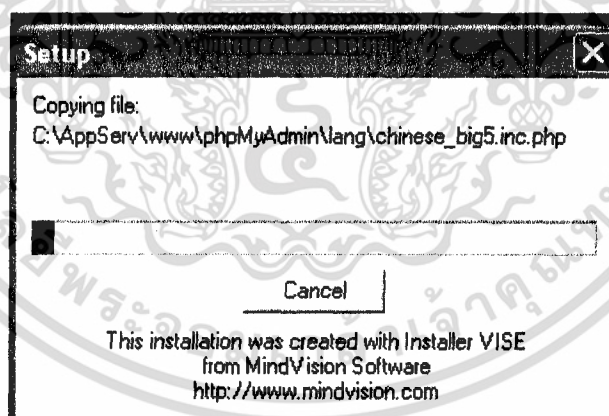 Setup
Copying file:
C:\AppServ\www\phpMyAdmin\lang\chinese_big5.inc.php
Cancel
This installation was created with Installer VISE
from MindVision Software
http://www.mindvision.com